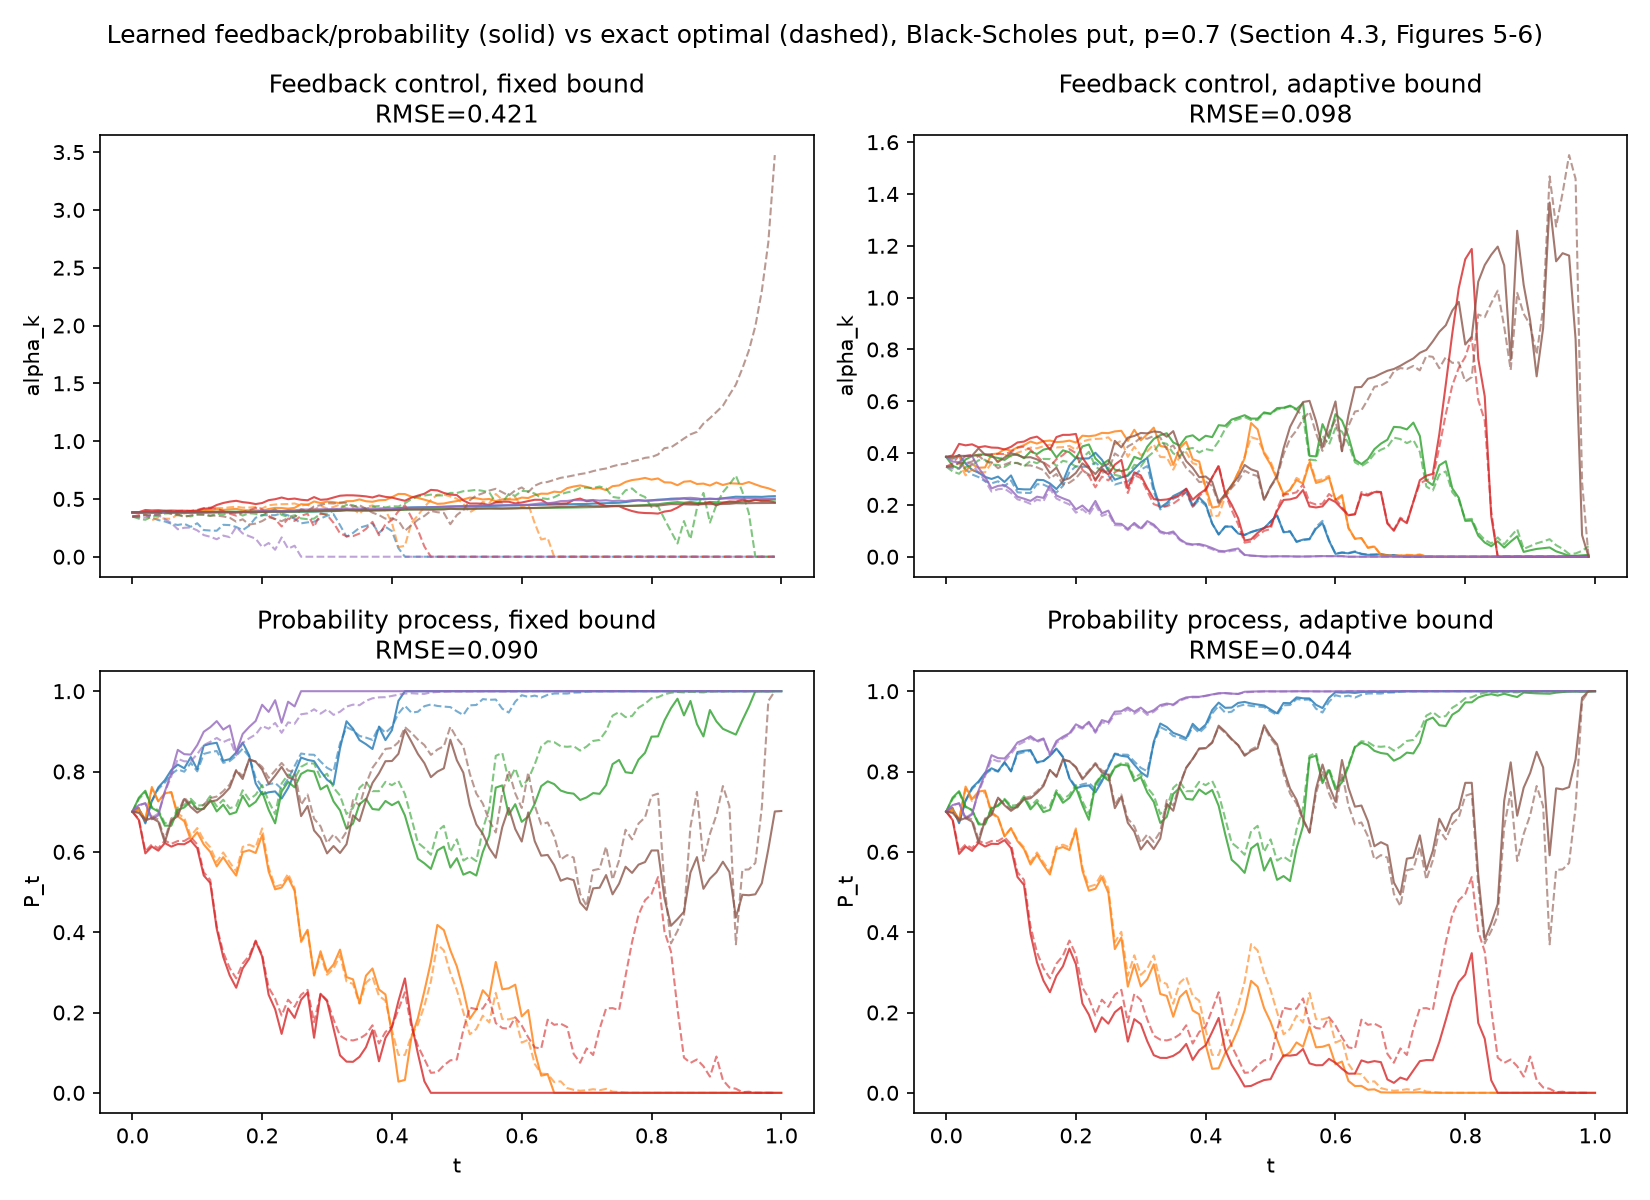 Learned feedback/probability (solid) vs exact optimal (dashed), Black-Scholes put, p=0.7 (Section 4.3, Figures 5-6)
Feedback control, fixed bound
RMSE=0.421
3.5
3.0
2.5
2.0
1.5
1.0
0.5
0.0
alpha_k
Feedback control, adaptive bound
RMSE=0.098
1.6
1.4
1.2
1.0
0.8
0.6
0.4
0.2
0.0
alpha_k
Probability process, fixed bound
RMSE=0.090
1.0
0.8
0.6
0.4
0.2
0.0
P_t
0.0 0.2 0.4 0.6 0.8 1.0
t
Probability process, adaptive bound
RMSE=0.044
1.0
0.8
0.6
0.4
0.2
0.0
P_t
0.0 0.2 0.4 0.6 0.8 1.0
t